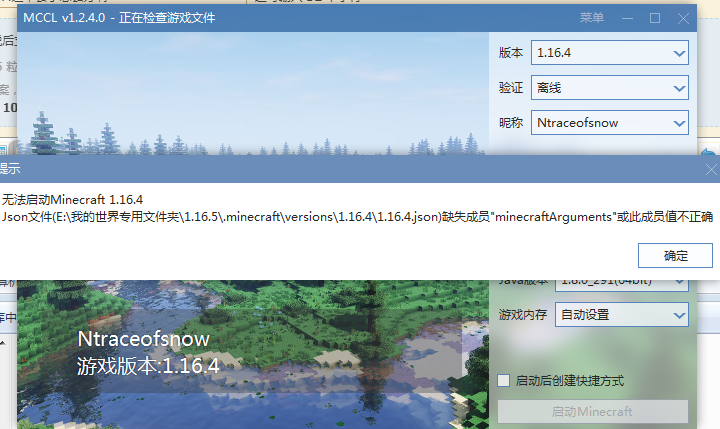 MCCL v1.2.4.0 - 正在检查游戏文件
菜单
版本
1.16.4
验证
离线
昵称
Ntraceofsnow
提示
无法启动Minecraft 1.16.4
Json文件(E:\我的世界专用文件夹\1.16.5\.minecraft\versions\1.16.4\1.16.4.json)缺失成员"minecraftArguments"或此成员值不正确
确定
Java版本
1.8.0_291(64bit)
游戏内存
自动设置
Ntraceofsnow
游戏版本:1.16.4
启动后创建快捷方式
启动Minecraft